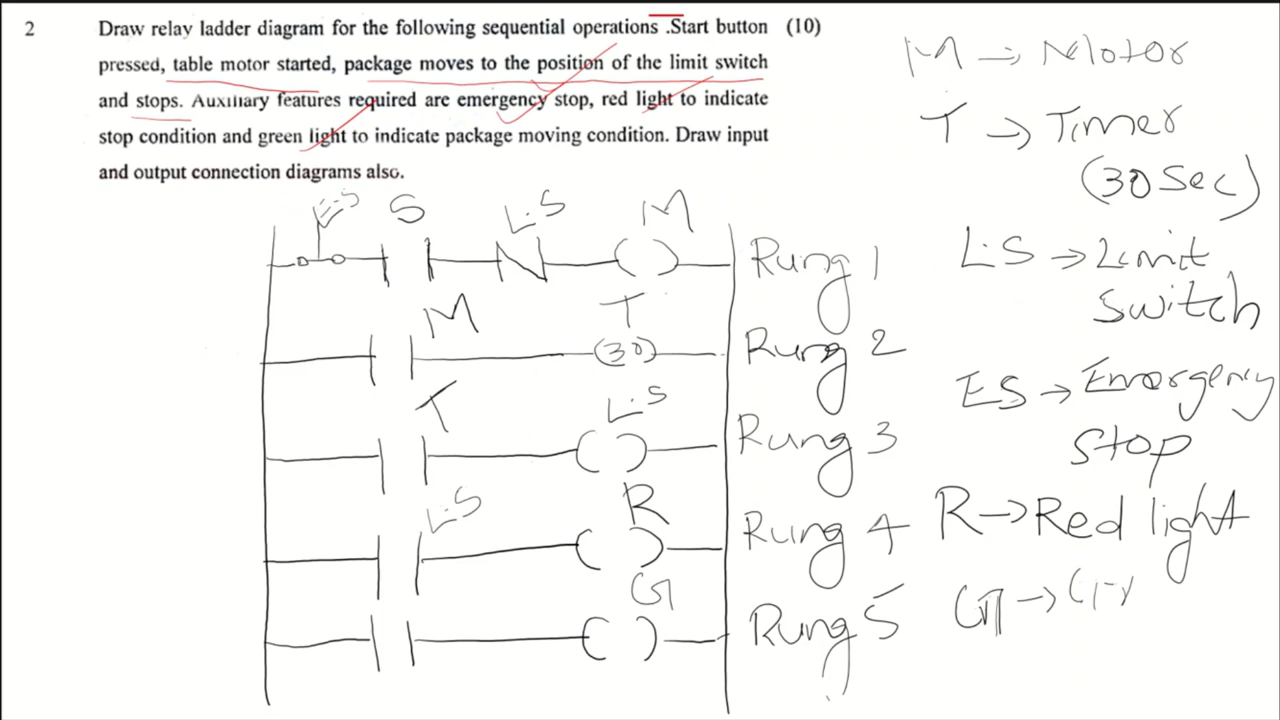 2 Draw relay ladder diagram for the following sequential operations .Start button (10)
pressed, table motor started, package moves to the position of the limit switch
and stops. Auxiliary features required are emergency stop, red light to indicate
stop condition and green light to indicate package moving condition. Draw input
and output connection diagrams also.
M → Motor
T → Timer
(30 Sec)
L.S → Limit
Switch
ES → Emergency
Stop
R → Red light
G →
E.S S L.S M
Rung 1
M T
(30) Rung 2
T L.S
Rung 3
L.S R
Rung 4
G
Rung 5